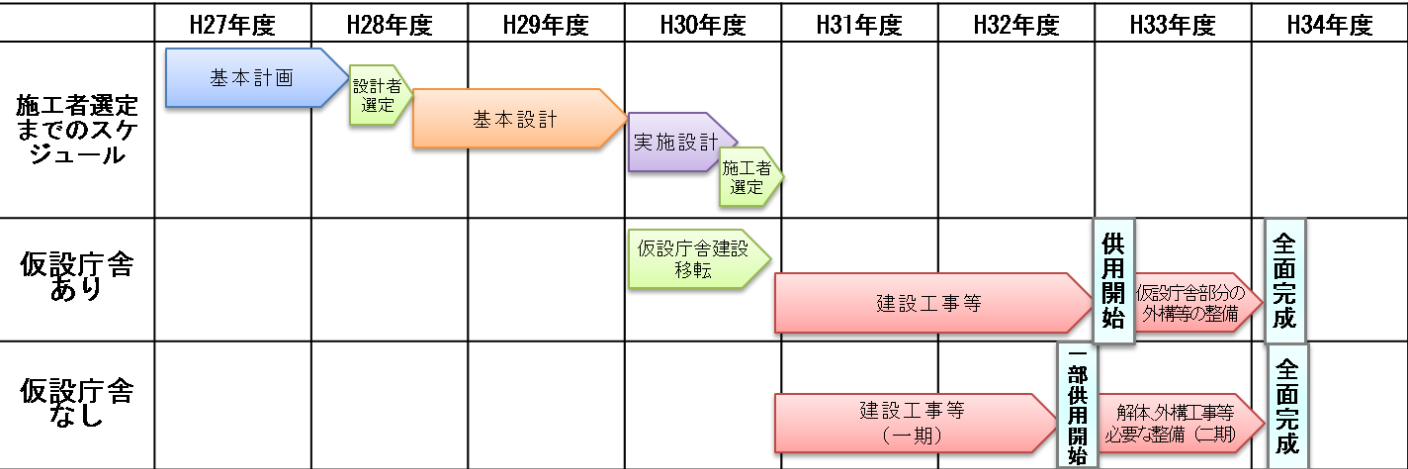 H27年度
H28年度
H29年度
H30年度
H31年度
H32年度
H33年度
H34年度
施工者選定
までのスケ
ジュール
基本計画
設計者
選定
基本設計
実施設計
施工者
選定
仮設庁舎
あり
仮設庁舎建設
移転
建設工事等
供用開始
仮設庁舎部分の
外構等の整備
全面完成
仮設庁舎
なし
建設工事等
（一期）
一部供用開始
解体、外構工事等
必要な整備（二期）
全面完成